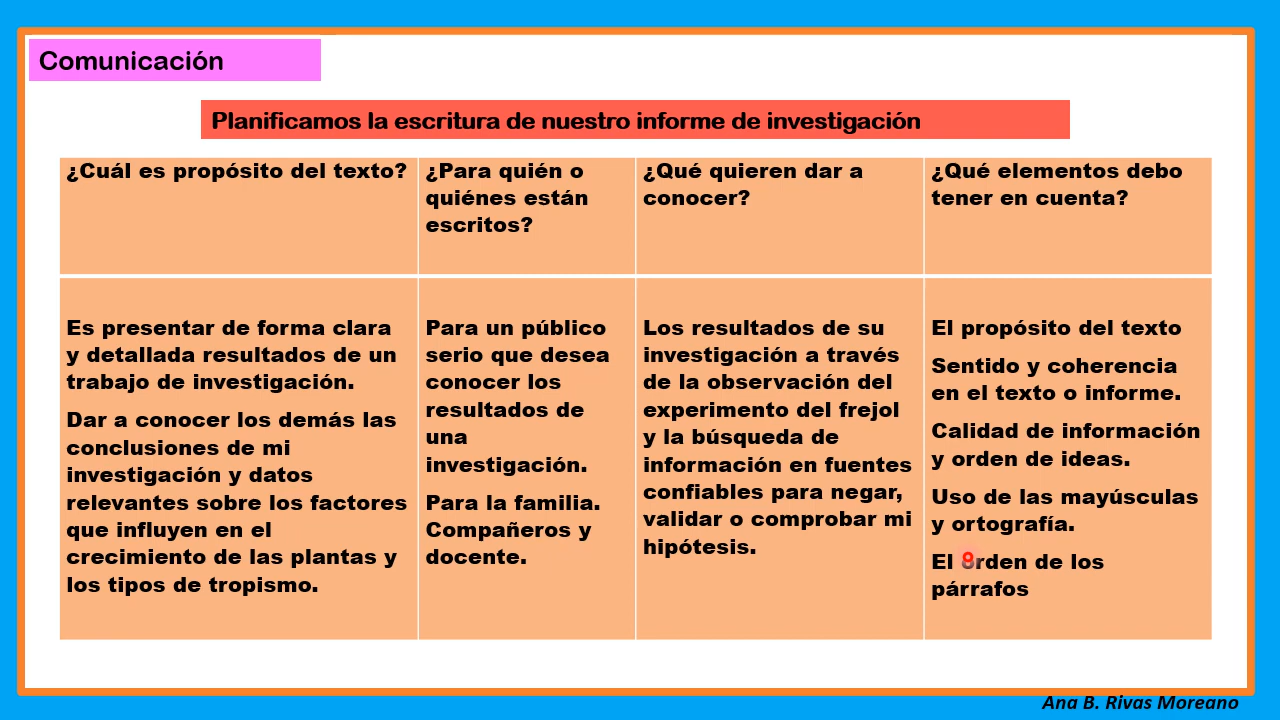 Comunicación
Planificamos la escritura de nuestro informe de investigación
¿Cuál es propósito del texto?
¿Para quién o
quiénes están
escritos?
¿Qué quieren dar a
conocer?
¿Qué elementos debo
tener en cuenta?
Es presentar de forma clara
y detallada resultados de un
trabajo de investigación.
Dar a conocer los demás las
conclusiones de mi
investigación y datos
relevantes sobre los factores
que influyen en el
crecimiento de las plantas y
los tipos de tropismo.
Para un público
serio que desea
conocer los
resultados de
una
investigación.
Para la familia.
Compañeros y
docente.
Los resultados de su
investigación a través
de la observación del
experimento del frejol
y la búsqueda de
información en fuentes
confiables para negar,
validar o comprobar mi
hipótesis.
El propósito del texto
Sentido y coherencia
en el texto o informe.
Calidad de información
y orden de ideas.
Uso de las mayúsculas
y ortografía.
El orden de los
párrafos
Ana B. Rivas Moreano